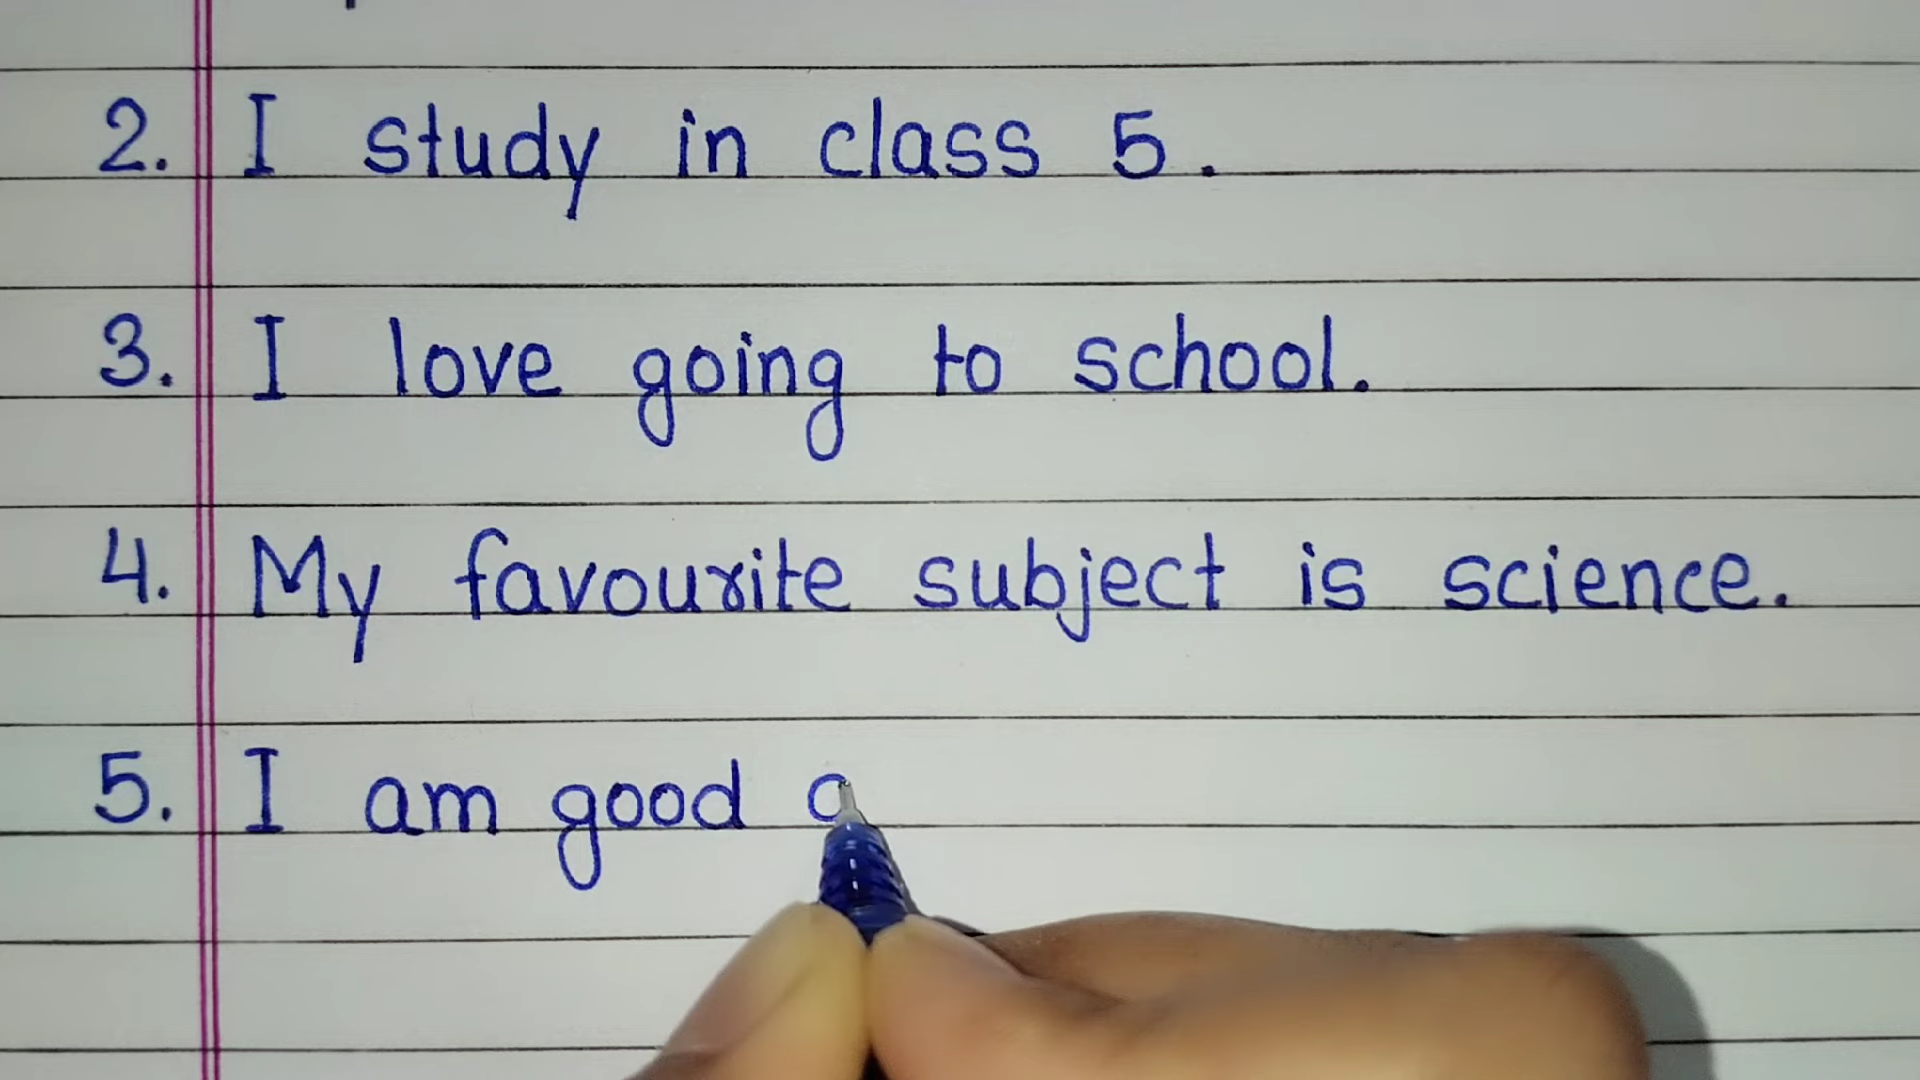 2. I study in class 5.
3. I love going to school.
4. My favourite subject is science.
5. I am good